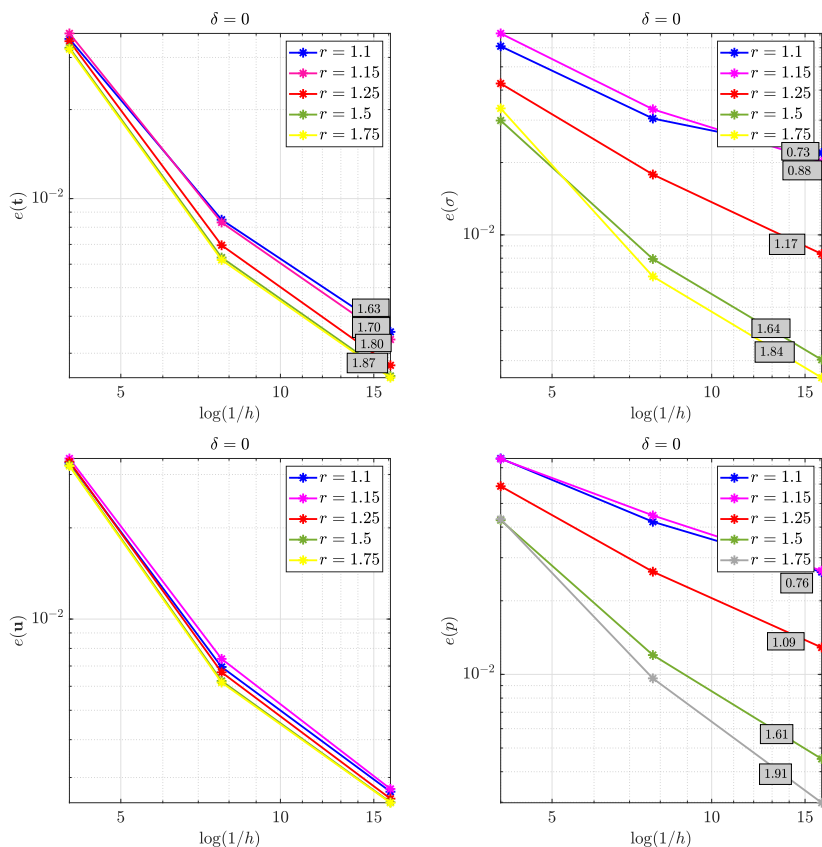 δ = 0
r = 1.1
r = 1.15
r = 1.25
r = 1.5
r = 1.75
1.63
1.70
1.80
1.87
10⁻²
e(t)
5
10
15
log(1/h)
δ = 0
r = 1.1
r = 1.15
r = 1.25
r = 1.5
r = 1.75
0.73
0.88
1.17
1.64
1.84
10⁻²
e(σ)
5
10
15
log(1/h)
δ = 0
r = 1.1
r = 1.15
r = 1.25
r = 1.5
r = 1.75
10⁻²
e(u)
5
10
15
log(1/h)
δ = 0
r = 1.1
r = 1.15
r = 1.25
r = 1.5
r = 1.75
0.76
1.09
1.61
1.91
10⁻²
e(p)
5
10
15
log(1/h)